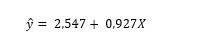 ŷ = 2,547 + 0,927X